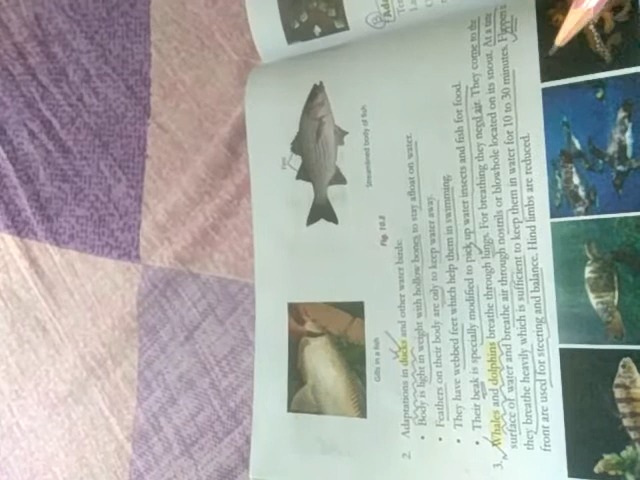 Fin
Gills in a fish
Streamlined body of fish
Fig. 10.2
2. Adaptations in ducks and other water birds:
• Body is light in weight with hollow bones to stay afloat on water.
• Feathers on their body are oily to keep water away.
• They have webbed feet which help them in swimming.
• Their beak is specially modified to pick up water insects and fish for food.
3. Whales and dolphins breathe through lungs. For breathing they need air. They come to the
surface of water and breathe air through nostrils or blowhole located on its snout. At a time
they breathe heavily which is sufficient to keep them in water for 10 to 30 minutes. Flippers
front are used for steering and balance. Hind limbs are reduced.